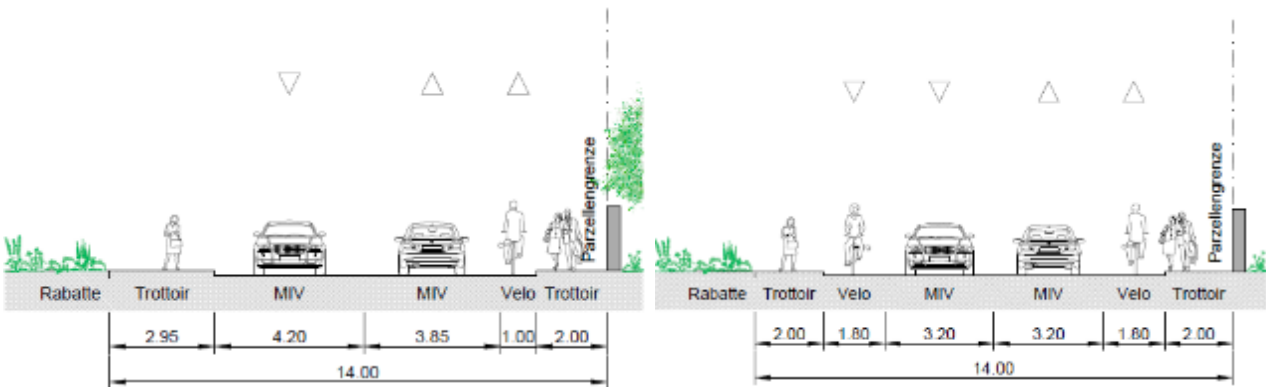 Parzellengrenze
Rabatte Trottoir MIV MIV Velo Trottoir
2.95 4.20 3.85 1.00 2.00
14.00
Parzellengrenze
Rabatte Trottoir Velo MIV MIV Velo Trottoir
2.00 1.80 3.20 3.20 1.80 2.00
14.00